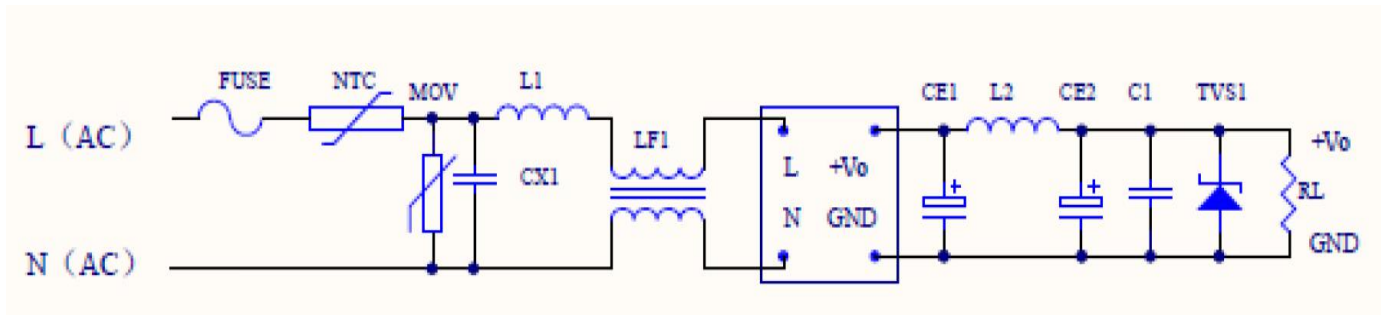 FUSE NTC MOV L1 CE1 L2 CE2 C1 TVS1
L (AC) LF1 +Vo
CX1 L +Vo RL
N GND
N (AC) GND